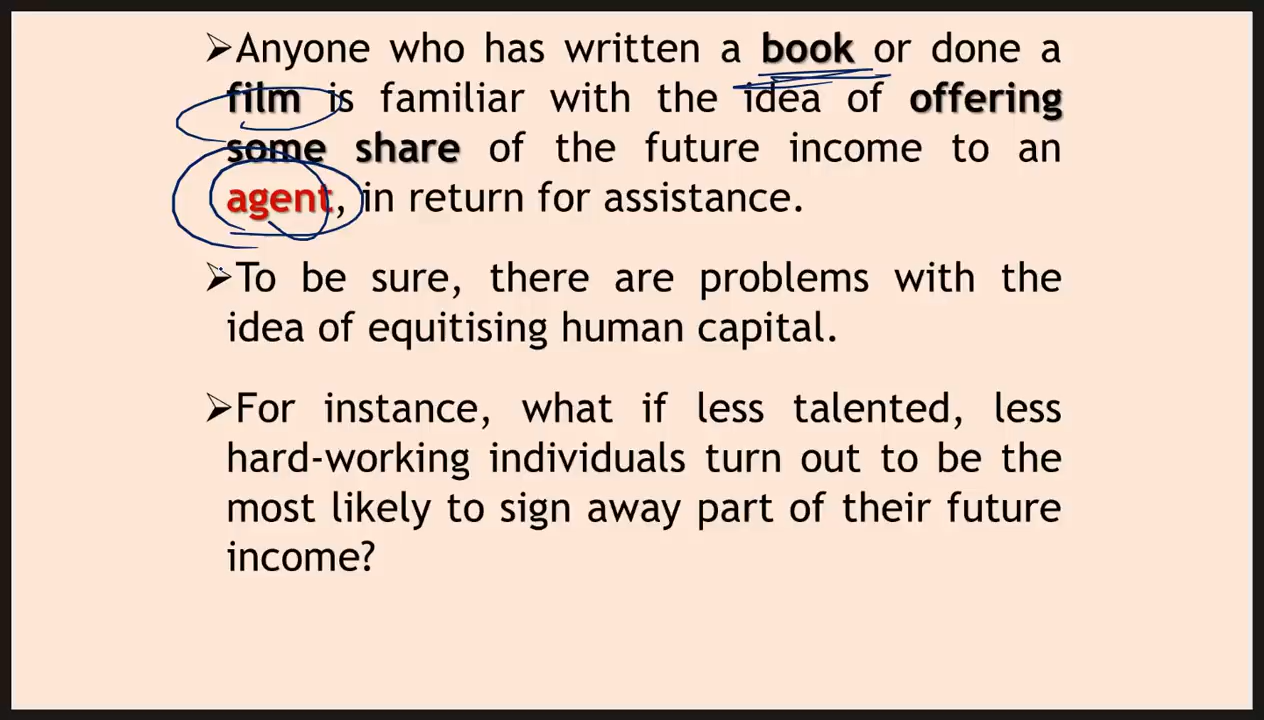 ➢Anyone who has written a book or done a
film is familiar with the idea of offering
some share of the future income to an
agent, in return for assistance.
➢To be sure, there are problems with the
idea of equitising human capital.
➢For instance, what if less talented, less
hard-working individuals turn out to be the
most likely to sign away part of their future
income?